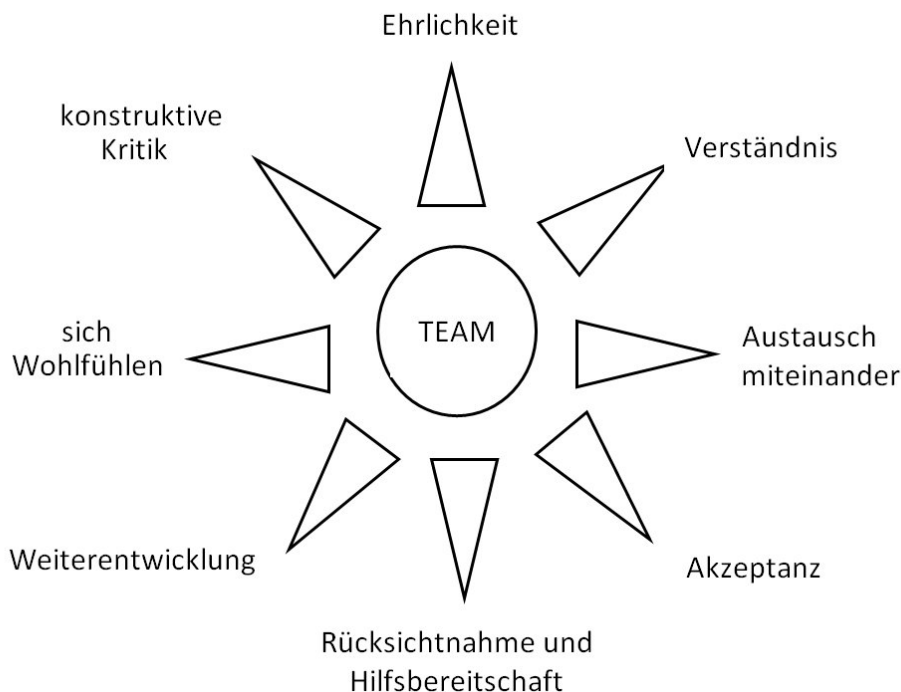 Ehrlichkeit
konstruktive
Kritik
Verständnis
TEAM
sich
Wohlfühlen
Austausch
miteinander
Weiterentwicklung
Akzeptanz
Rücksichtnahme und
Hilfsbereitschaft